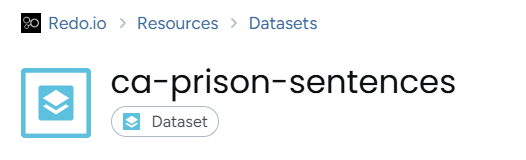 Redo.io > Resources > Datasets
ca-prison-sentences
Dataset